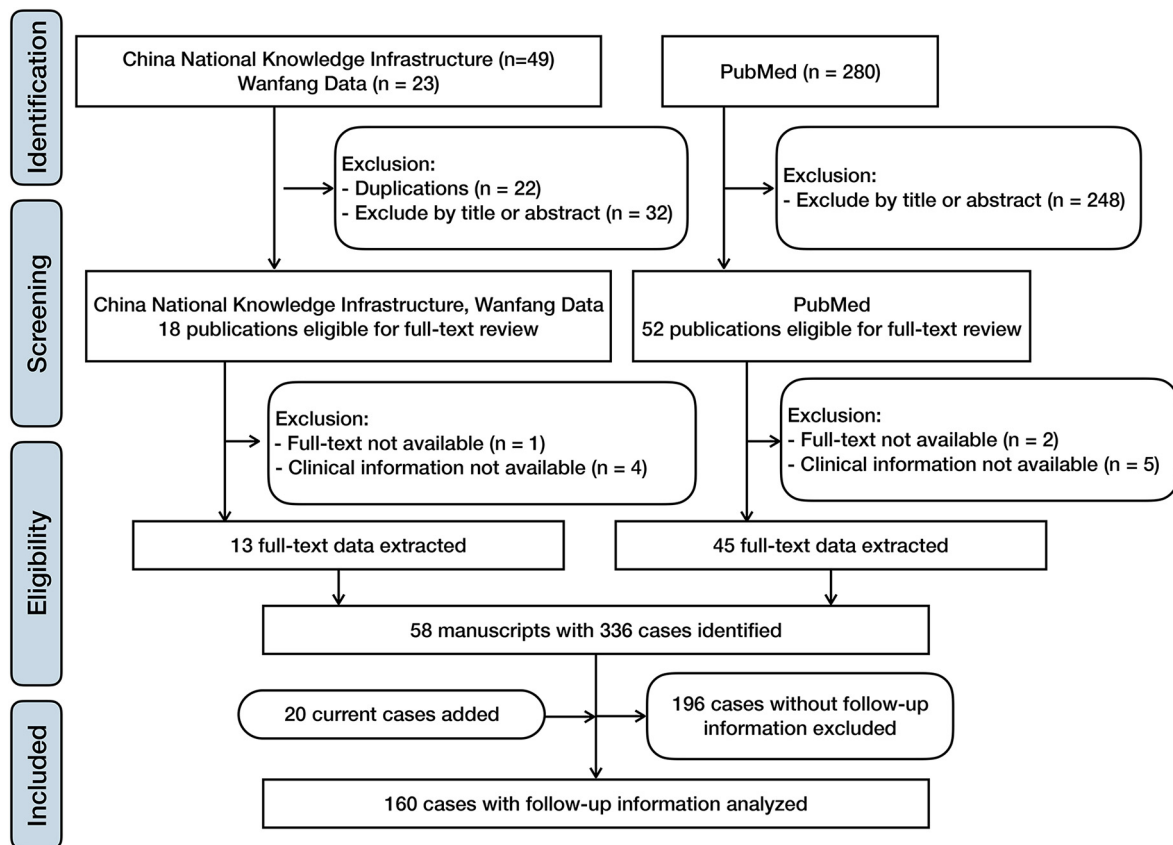 Identification
China National Knowledge Infrastructure (n=49)
Wanfang Data (n = 23)
PubMed (n = 280)
Exclusion:
- Duplications (n = 22)
- Exclude by title or abstract (n = 32)
Exclusion:
- Exclude by title or abstract (n = 248)
Screening
China National Knowledge Infrastructure, Wanfang Data
18 publications eligible for full-text review
PubMed
52 publications eligible for full-text review
Exclusion:
- Full-text not available (n = 1)
- Clinical information not available (n = 4)
Exclusion:
- Full-text not available (n = 2)
- Clinical information not available (n = 5)
Eligibility
13 full-text data extracted
45 full-text data extracted
58 manuscripts with 336 cases identified
20 current cases added
196 cases without follow-up
information excluded
Included
160 cases with follow-up information analyzed